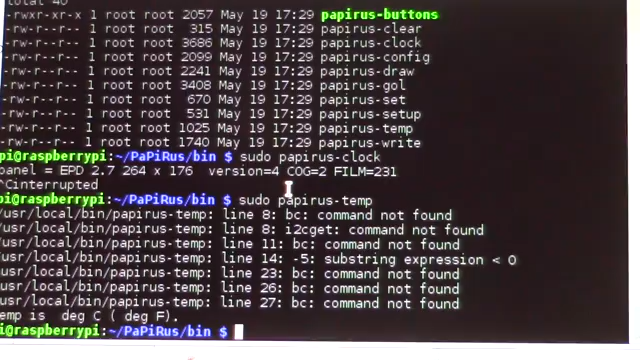 total 40
-rwxr-xr-x 1 root root 2057 May 19 17:29 papirus-buttons
-rw-r--r-- 1 root root 315 May 19 17:29 papirus-clear
-rw-r--r-- 1 root root 3686 May 19 17:29 papirus-clock
-rw-r--r-- 1 root root 2099 May 19 17:29 papirus-config
-rw-r--r-- 1 root root 2241 May 19 17:29 papirus-draw
-rw-r--r-- 1 root root 3408 May 19 17:29 papirus-gol
-rw-r--r-- 1 root root 670 May 19 17:29 papirus-set
-rw-r--r-- 1 root root 531 May 19 17:29 papirus-setup
-rw-r--r-- 1 root root 1025 May 19 17:29 papirus-temp
-rw-r--r-- 1 root root 1740 May 19 17:29 papirus-write
pi@raspberrypi:~/PaPiRus/bin $ sudo papirus-clock
panel = EPD 2.7 264 x 176 version=4 COG=2 FILM=231
^Cinterrupted
pi@raspberrypi:~/PaPiRus/bin $ sudo papirus-temp
/usr/local/bin/papirus-temp: line 8: bc: command not found
/usr/local/bin/papirus-temp: line 8: i2cget: command not found
/usr/local/bin/papirus-temp: line 11: bc: command not found
/usr/local/bin/papirus-temp: line 14: -5: substring expression < 0
/usr/local/bin/papirus-temp: line 23: bc: command not found
/usr/local/bin/papirus-temp: line 26: bc: command not found
/usr/local/bin/papirus-temp: line 27: bc: command not found
emp is deg C ( deg F).
pi@raspberrypi:~/PaPiRus/bin $